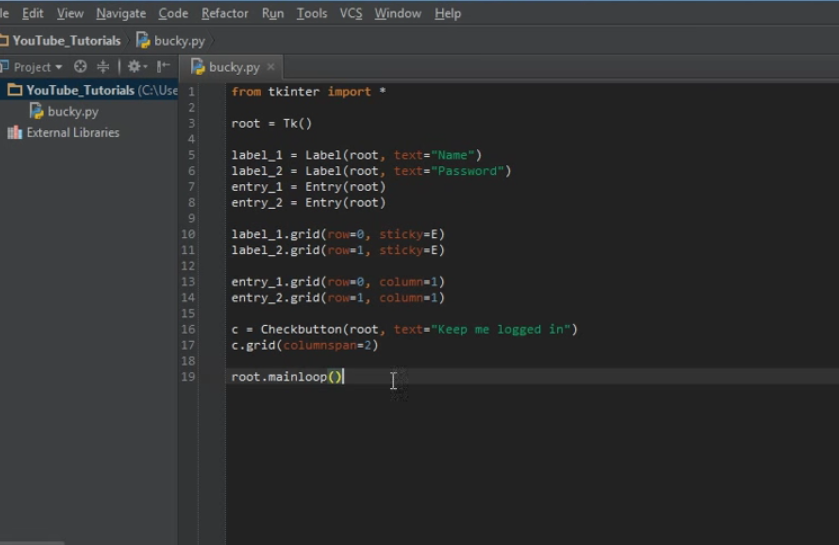 le Edit View Navigate Code Refactor Run Tools VCS Window Help
YouTube_Tutorials bucky.py
Project bucky.py
YouTube_Tutorials (C:\Use
bucky.py
External Libraries
1 from tkinter import *
2
3 root = Tk()
4
5 label_1 = Label(root, text="Name")
6 label_2 = Label(root, text="Password")
7 entry_1 = Entry(root)
8 entry_2 = Entry(root)
9
10 label_1.grid(row=0, sticky=E)
11 label_2.grid(row=1, sticky=E)
12
13 entry_1.grid(row=0, column=1)
14 entry_2.grid(row=1, column=1)
15
16 c = Checkbutton(root, text="Keep me logged in")
17 c.grid(columnspan=2)
18
19 root.mainloop()